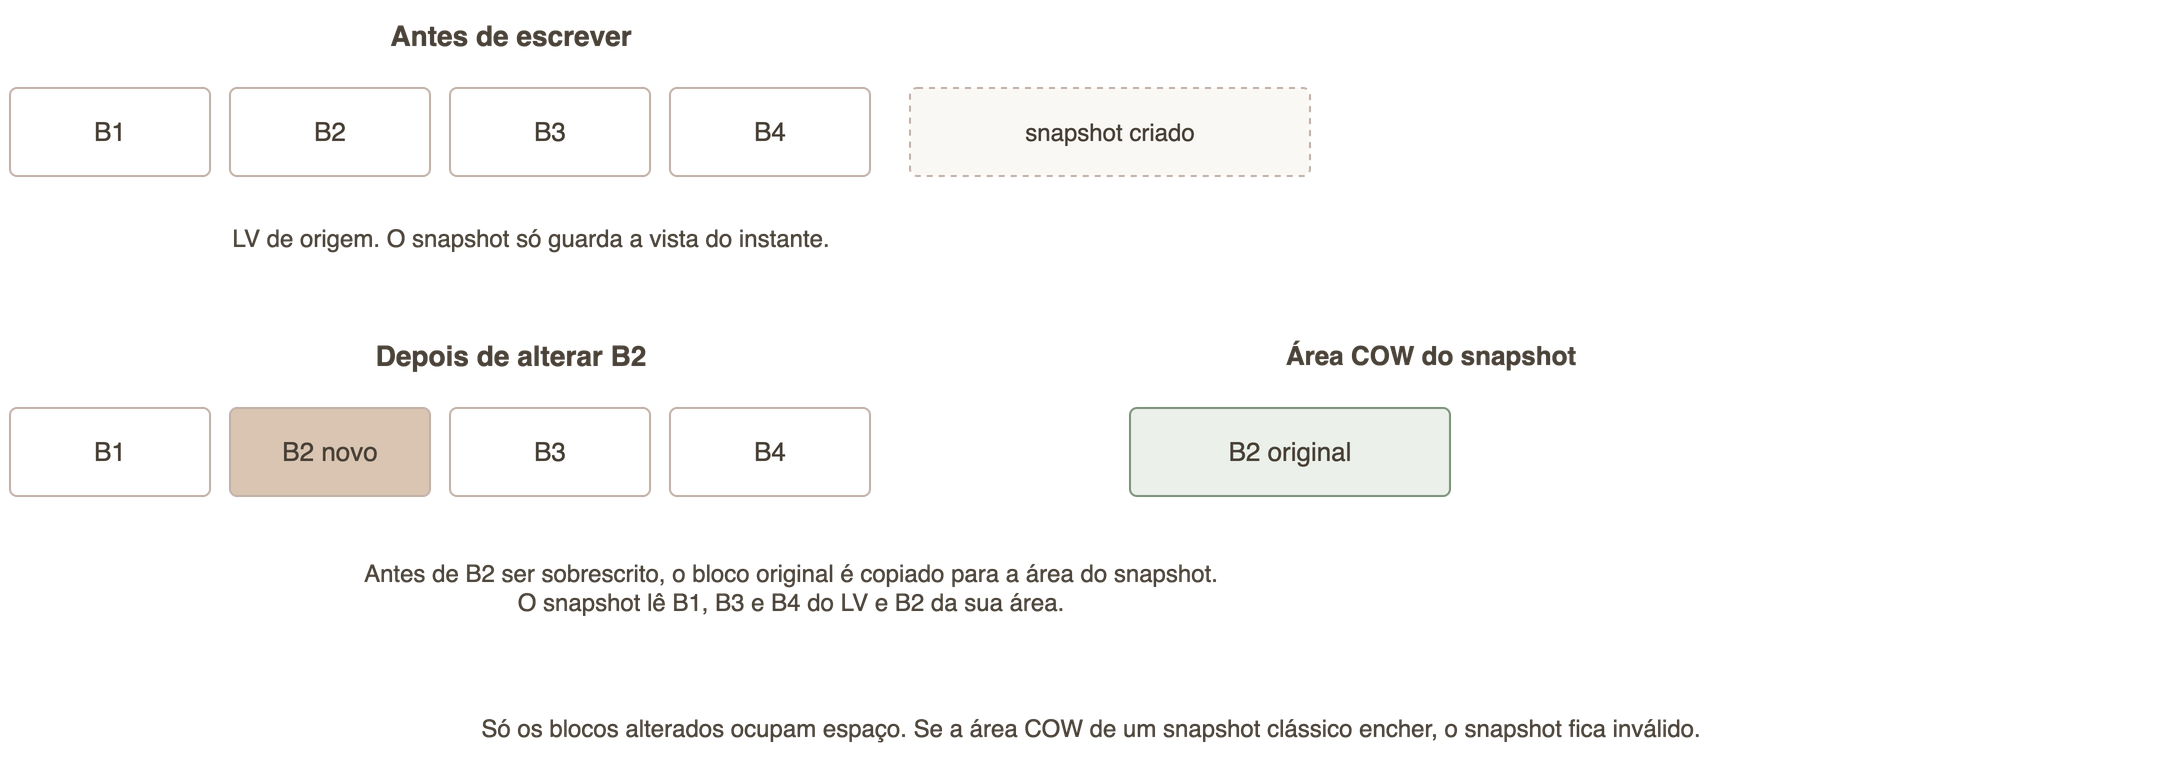 Antes de escrever
B1
B2
B3
B4
snapshot criado
LV de origem. O snapshot só guarda a vista do instante.
Depois de alterar B2
Área COW do snapshot
B1
B2 novo
B3
B4
B2 original
Antes de B2 ser sobrescrito, o bloco original é copiado para a área do snapshot.
O snapshot lê B1, B3 e B4 do LV e B2 da sua área.
Só os blocos alterados ocupam espaço. Se a área COW de um snapshot clássico encher, o snapshot fica inválido.